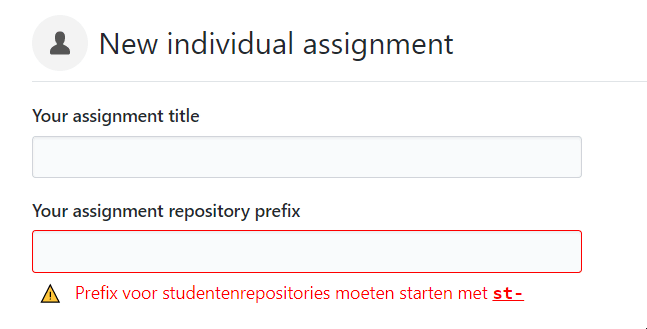 New individual assignment
Your assignment title
Your assignment repository prefix
Prefix voor studentenrepositories moeten starten met st-